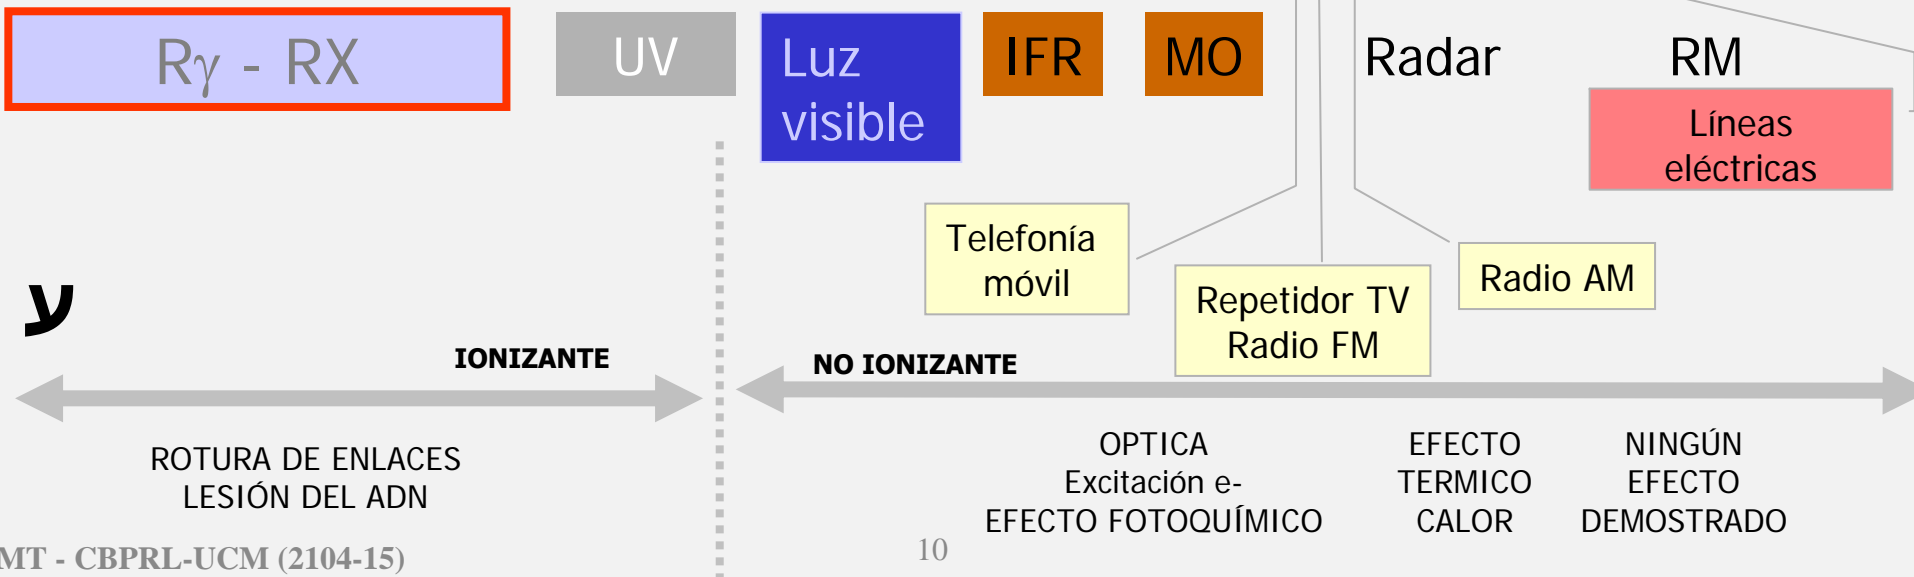 Rγ - RX
UV
Luz
visible
IFR
MO
Radar
RM
Líneas
eléctricas
Telefonía
móvil
Repetidor TV
Radio FM
Radio AM
ע
IONIZANTE
NO IONIZANTE
ROTURA DE ENLACES
LESIÓN DEL ADN
OPTICA
Excitación e-
EFECTO FOTOQUÍMICO
EFECTO
TERMICO
CALOR
NINGÚN
EFECTO
DEMOSTRADO
MT - CBPRL-UCM (2104-15)
10